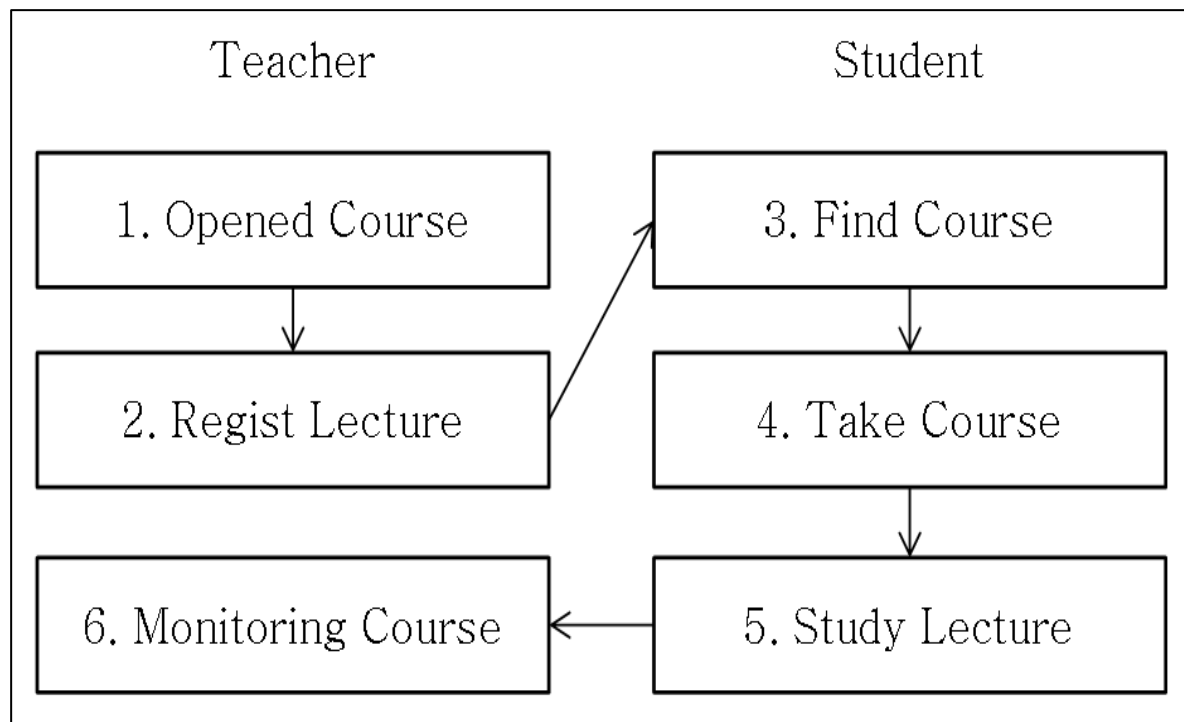 Teacher
Student
1. Opened Course
2. Regist Lecture
3. Find Course
4. Take Course
5. Study Lecture
6. Monitoring Course